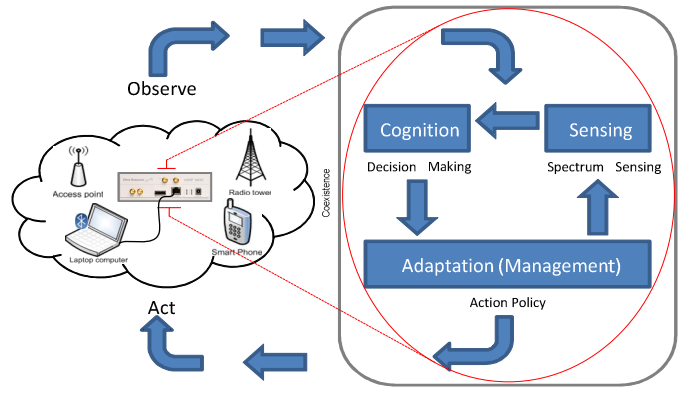 Observe
Cognition
Sensing
Decision Making
Spectrum Sensing
Access point
Radio tower
Coexistence
Laptop computer
Smart Phone
Adaptation (Management)
Action Policy
Act